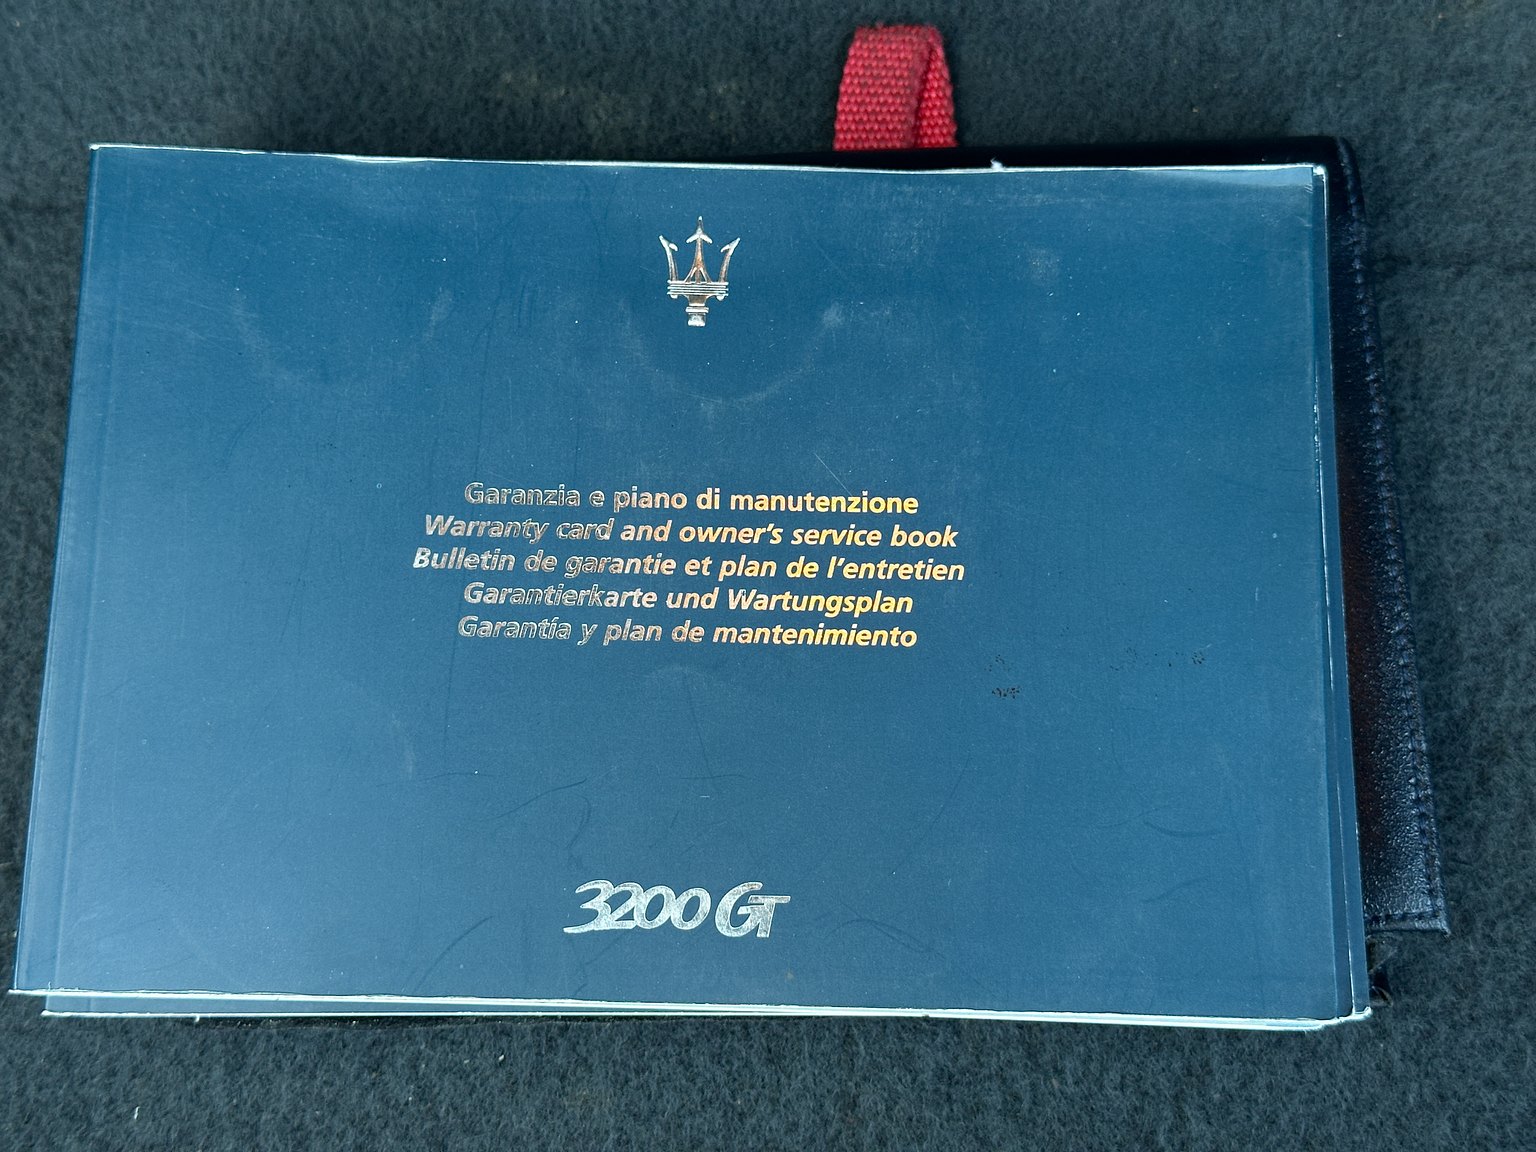 Garanzia e piano di manutenzione
Warranty card and owner's service book
Bulletin de garantie et plan de l'entretien
Garantierkarte und Wartungsplan
Garantía y plan de mantenimiento
3200 GT